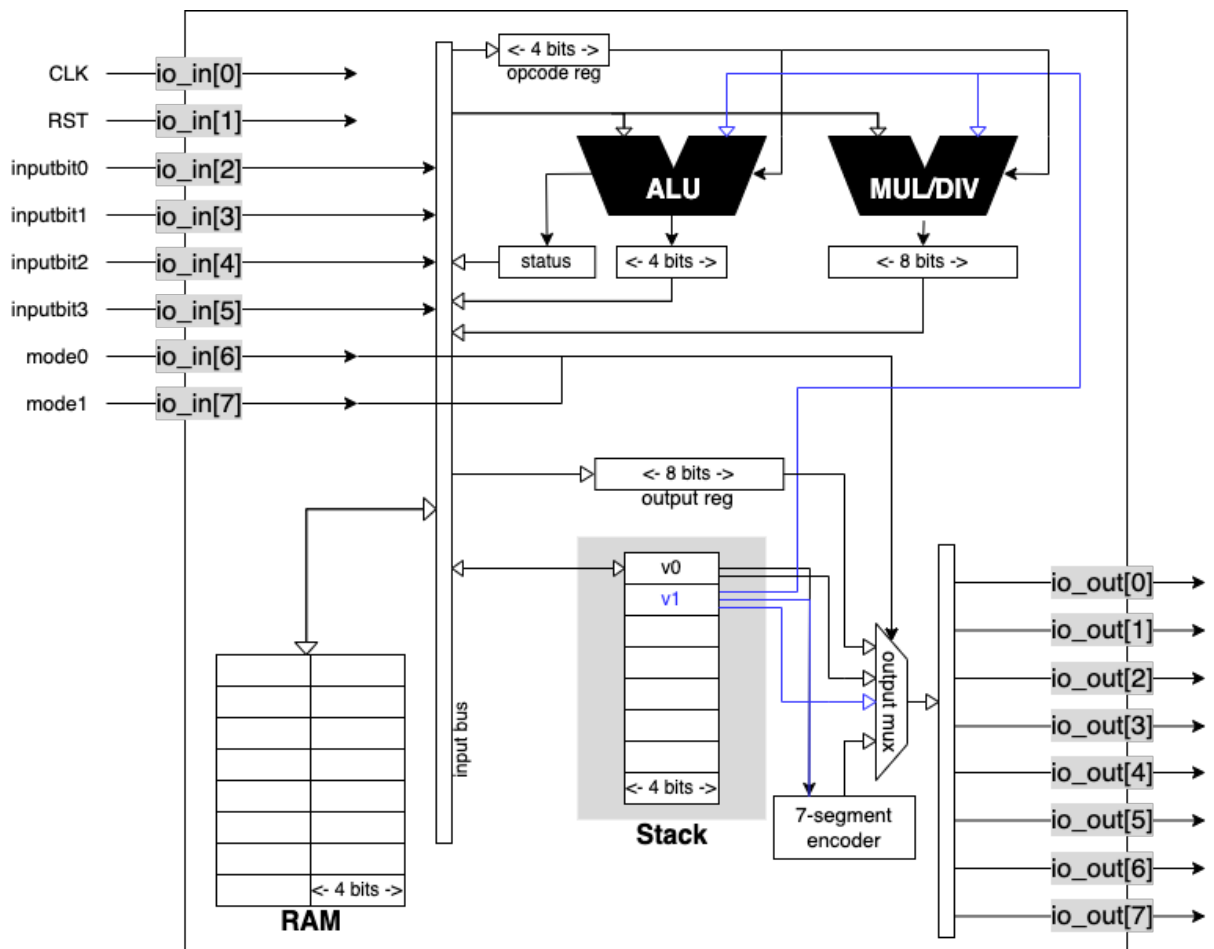 <- 4 bits ->
opcode reg
CLK
io_in[0]
RST
io_in[1]
inputbit0
io_in[2]
inputbit1
io_in[3]
inputbit2
io_in[4]
inputbit3
io_in[5]
mode0
io_in[6]
mode1
io_in[7]
ALU
MUL/DIV
status
<- 4 bits ->
<- 8 bits ->
<- 8 bits ->
output reg
input bus
v0
v1
<- 4 bits ->
Stack
output mux
7-segment
encoder
<- 4 bits ->
RAM
io_out[0]
io_out[1]
io_out[2]
io_out[3]
io_out[4]
io_out[5]
io_out[6]
io_out[7]